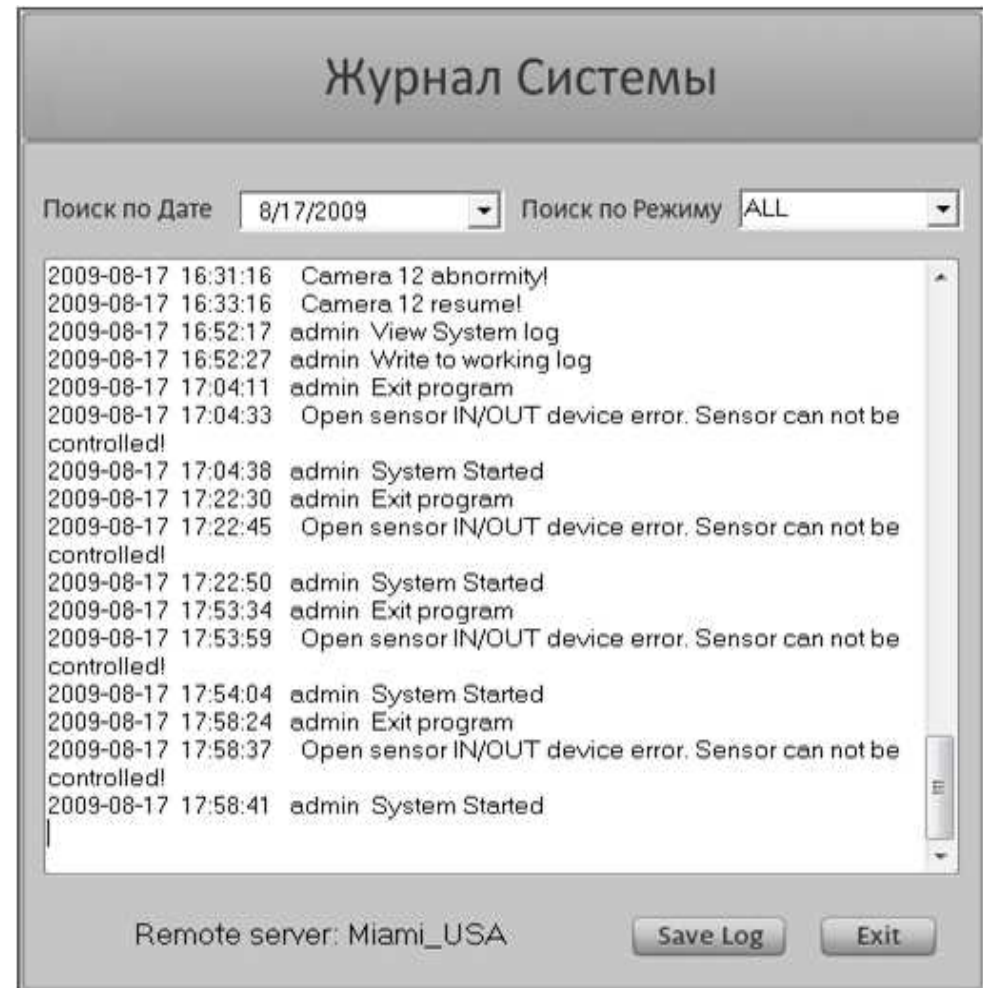 Журнал Системы
Поиск по Дате 8/17/2009 Поиск по Режиму ALL
2009-08-17 16:31:16 Camera 12 abnormity!
2009-08-17 16:33:16 Camera 12 resume!
2009-08-17 16:52:17 admin View System log
2009-08-17 16:52:27 admin Write to working log
2009-08-17 17:04:11 admin Exit program
2009-08-17 17:04:33 Open sensor IN/OUT device error. Sensor can not be
controlled!
2009-08-17 17:04:38 admin System Started
2009-08-17 17:22:30 admin Exit program
2009-08-17 17:22:45 Open sensor IN/OUT device error. Sensor can not be
controlled!
2009-08-17 17:22:50 admin System Started
2009-08-17 17:53:34 admin Exit program
2009-08-17 17:53:59 Open sensor IN/OUT device error. Sensor can not be
controlled!
2009-08-17 17:54:04 admin System Started
2009-08-17 17:58:24 admin Exit program
2009-08-17 17:58:37 Open sensor IN/OUT device error. Sensor can not be
controlled!
2009-08-17 17:58:41 admin System Started
Remote server: Miami_USA Save Log Exit